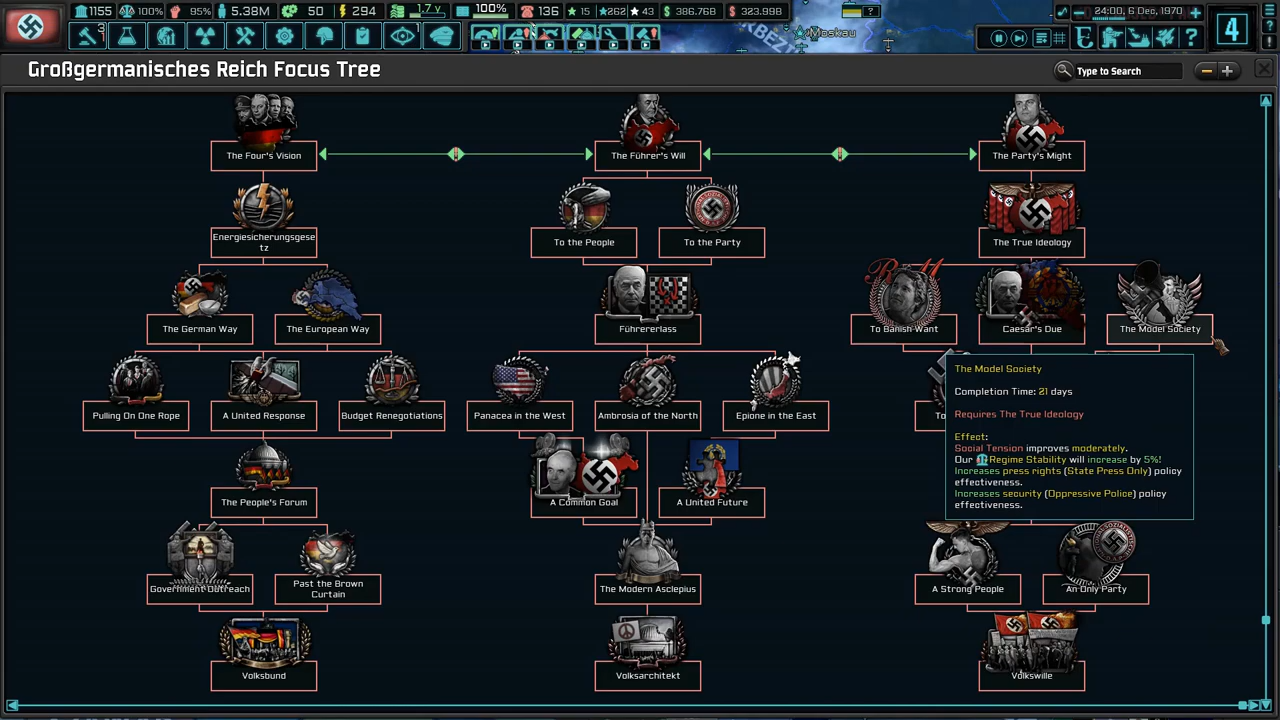 1155 100% 95% 5.38M 50 294 1.7 v 100% 136 15 262 43 $ 386.768 $ 323.998
24:00, 6 Dec, 1970
3
4
?
?
Moskau
Großgermanisches Reich Focus Tree
Type to Search
The Four's Vision
The Führer's Will
The Party's Might
Energiesicherungsgese
tz
To the People
To the Party
The True Ideology
The German Way
The European Way
Führererlass
To Banish Want
Caesar's Due
The Model Society
Pulling On One Rope
A United Response
Budget Renegotiations
Panacea in the West
Ambrosia of the North
Epione in the East
The Model Society
Completion Time: 21 days
Requires The True Ideology
Effect:
Social Tension improves moderately.
Our Regime Stability will increase by 5%!
Increases press rights (State Press Only) policy
effectiveness.
Increases security (Oppressive Police) policy
effectiveness.
The People's Forum
A Common Goal
A United Future
Government Outreach
Past the Brown
Curtain
The Modern Asclepius
A Strong People
An Only Party
Volksbund
Volksarchitekt
Volkswille